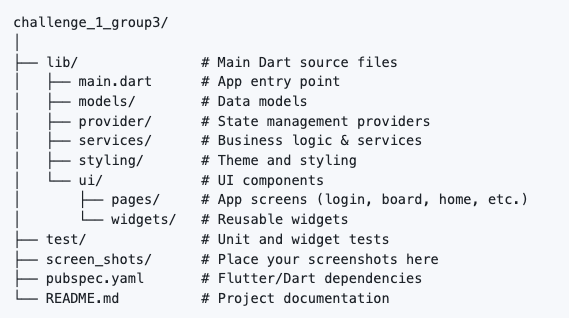 challenge_1_group3/
│
├── lib/               # Main Dart source files
│   ├── main.dart      # App entry point
│   ├── models/        # Data models
│   ├── provider/      # State management providers
│   ├── services/      # Business logic & services
│   ├── styling/       # Theme and styling
│   └── ui/            # UI components
│       ├── pages/     # App screens (login, board, home, etc.)
│       └── widgets/   # Reusable widgets
├── test/              # Unit and widget tests
├── screen_shots/      # Place your screenshots here
├── pubspec.yaml       # Flutter/Dart dependencies
└── README.md          # Project documentation